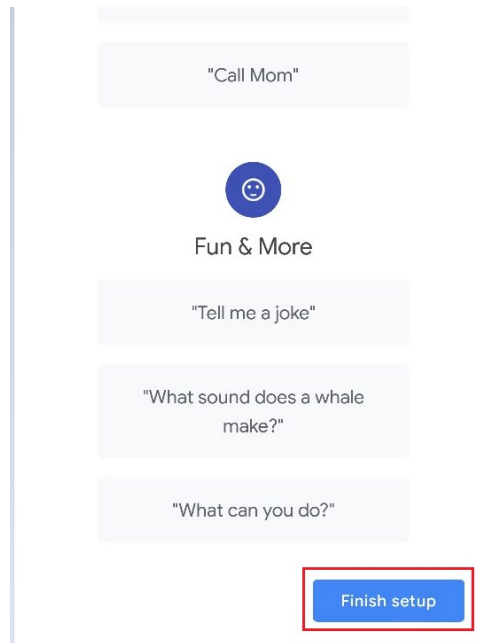 "Call Mom"
Fun & More
"Tell me a joke"
"What sound does a whale
make?"
"What can you do?"
Finish setup